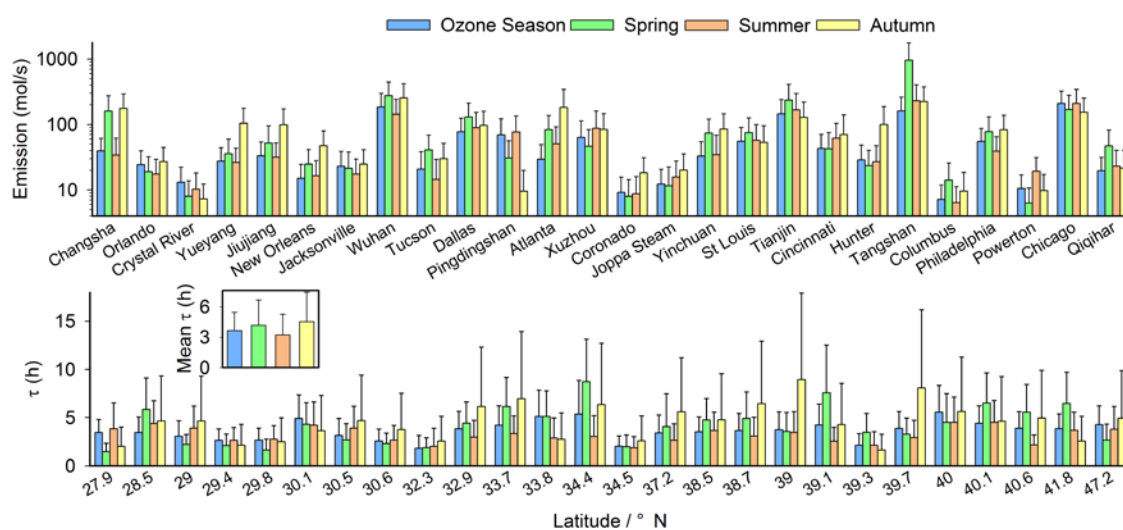 Ozone Season Spring Summer Autumn
Emission (mol/s)
1000
100
10
Changsha Orlando Crystal River Yueyang Jiujiang New Orleans Jacksonville Wuhan Tucson Dallas Pingdingshan Atlanta Xuzhou Coronado Joppa Steam Yinchuan St Louis Tianjin Cincinnati Hunter Tangshan Columbus Philadelphia Powerton Chicago Qiqihar
Mean τ (h)
6
3
0
τ (h)
15
10
5
0
27.9 28.5 29 29.4 29.8 30.1 30.5 30.6 32.3 32.9 33.7 33.8 34.4 34.5 37.2 38.5 38.7 39 39.1 39.3 39.7 40 40.1 40.6 41.8 47.2
Latitude / ° N